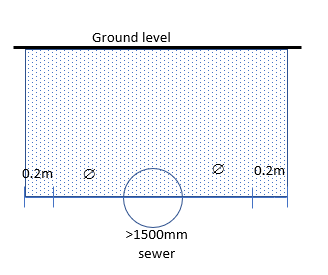 Ground level
0.2m ∅ ∅ 0.2m
>1500mm
sewer